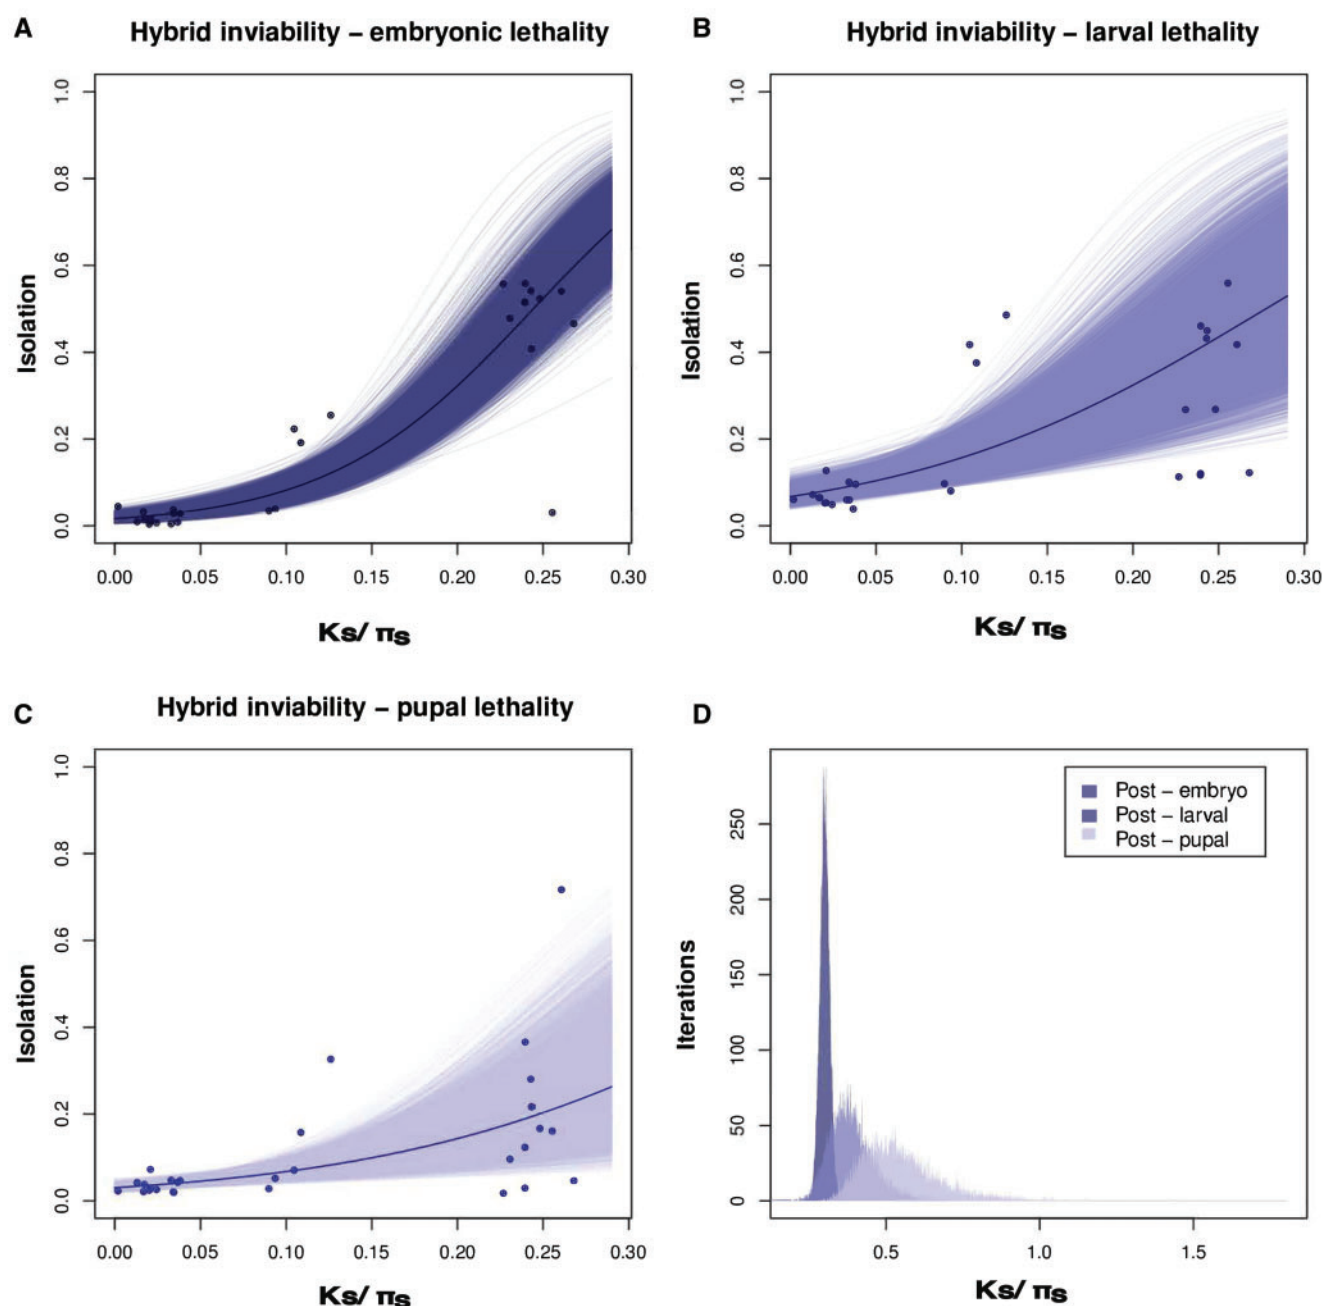 A
Hybrid inviability – embryonic lethality
1.0
0.8
0.6
0.4
0.2
0.0
Isolation
0.00 0.05 0.10 0.15 0.20 0.25 0.30
Ks/ πs
B
Hybrid inviability – larval lethality
1.0
0.8
0.6
0.4
0.2
0.0
Isolation
0.00 0.05 0.10 0.15 0.20 0.25 0.30
Ks/ πs
C
Hybrid inviability – pupal lethality
1.0
0.8
0.6
0.4
0.2
0.0
Isolation
0.00 0.05 0.10 0.15 0.20 0.25 0.30
Ks/ πs
D
Post – embryo
Post – larval
Post – pupal
250
200
150
100
50
0
Iterations
0.5 1.0 1.5
Ks/ πs